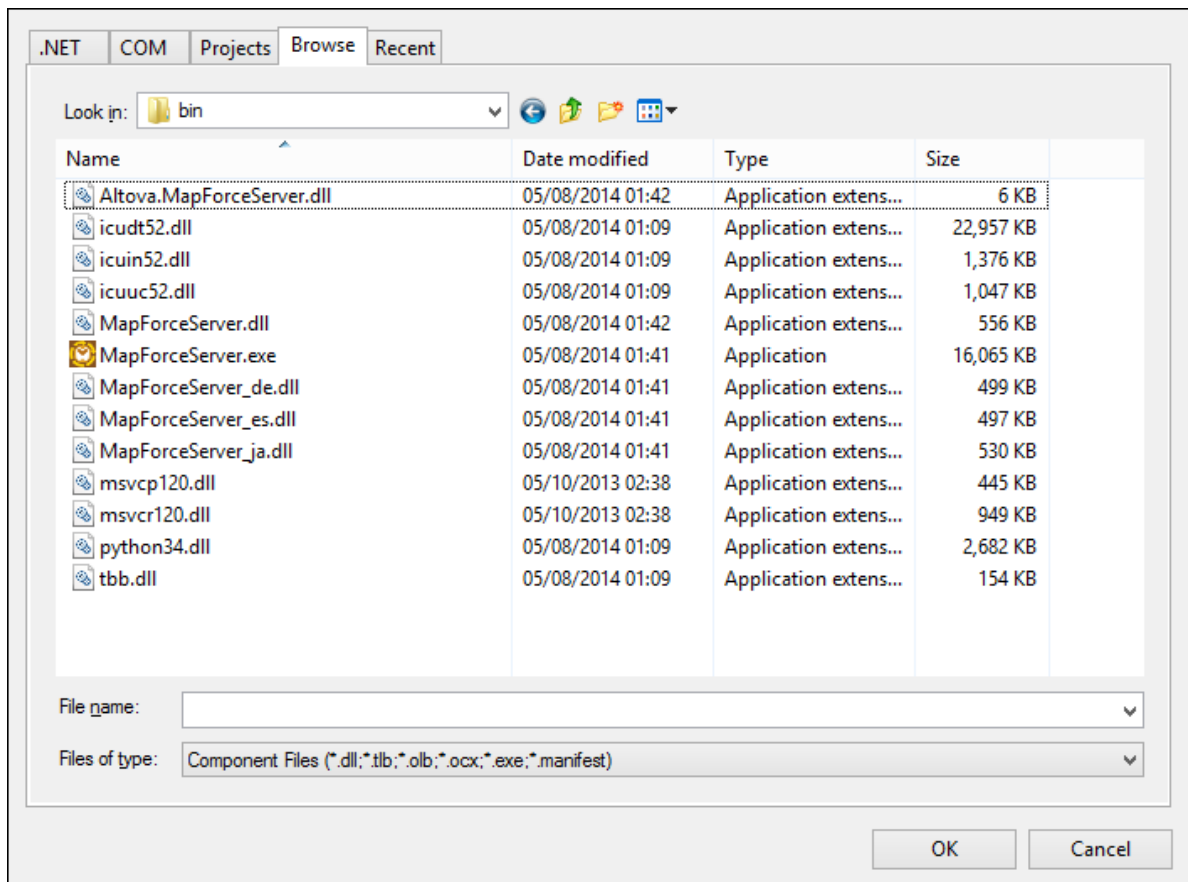 .NET COM Projects Browse Recent
Look in: bin
Name Date modified Type Size
Altova.MapForceServer.dll 05/08/2014 01:42 Application extens... 6 KB
icudt52.dll 05/08/2014 01:09 Application extens... 22,957 KB
icuin52.dll 05/08/2014 01:09 Application extens... 1,376 KB
icuuc52.dll 05/08/2014 01:09 Application extens... 1,047 KB
MapForceServer.dll 05/08/2014 01:42 Application extens... 556 KB
MapForceServer.exe 05/08/2014 01:41 Application 16,065 KB
MapForceServer_de.dll 05/08/2014 01:41 Application extens... 499 KB
MapForceServer_es.dll 05/08/2014 01:41 Application extens... 497 KB
MapForceServer_ja.dll 05/08/2014 01:41 Application extens... 530 KB
msvcp120.dll 05/10/2013 02:38 Application extens... 445 KB
msvcr120.dll 05/10/2013 02:38 Application extens... 949 KB
python34.dll 05/08/2014 01:09 Application extens... 2,682 KB
tbb.dll 05/08/2014 01:09 Application extens... 154 KB
File name:
Files of type: Component Files (*.dll;*.tlb;*.olb;*.ocx;*.exe;*.manifest)
OK Cancel